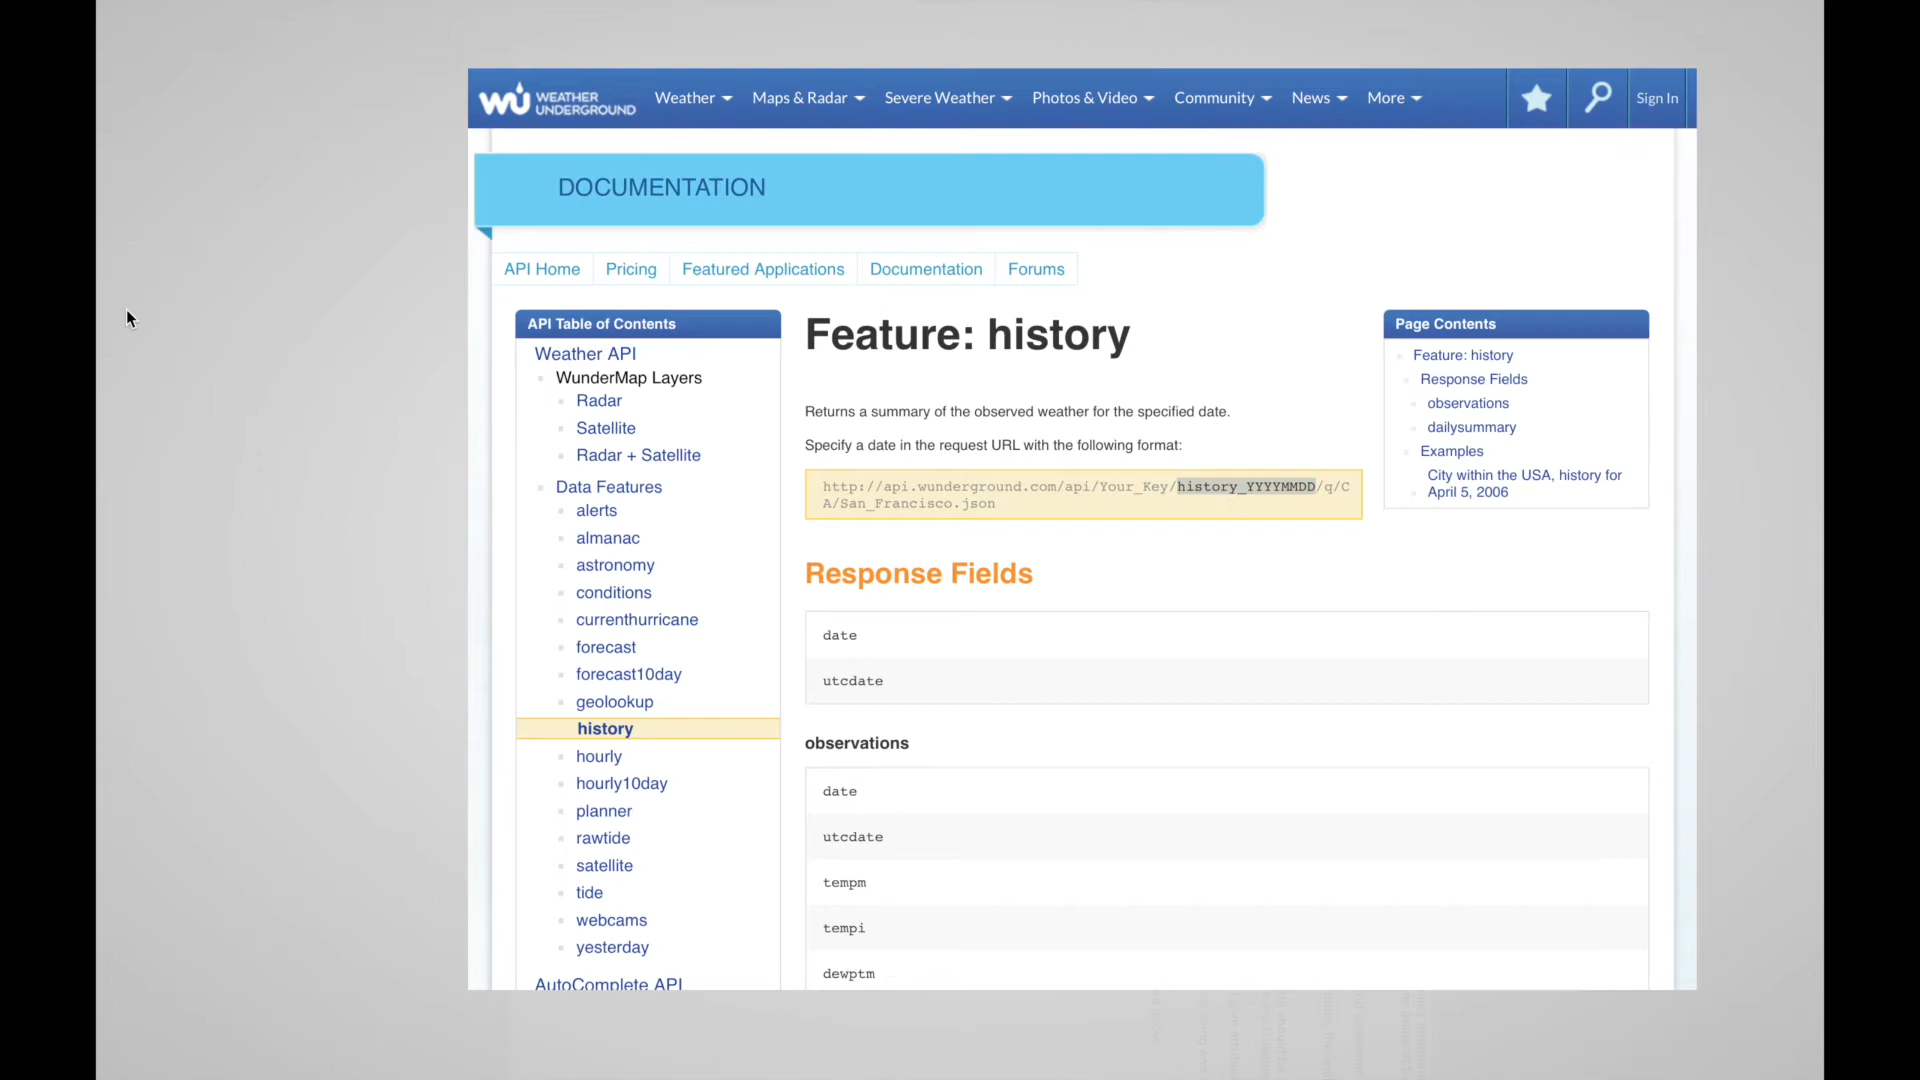 WEATHER UNDERGROUND
Weather
Maps & Radar
Severe Weather
Photos & Video
Community
News
More
Sign In
DOCUMENTATION
API Home
Pricing
Featured Applications
Documentation
Forums
API Table of Contents
Weather API
WunderMap Layers
Radar
Satellite
Radar + Satellite
Data Features
alerts
almanac
astronomy
conditions
currenthurricane
forecast
forecast10day
geolookup
history
hourly
hourly10day
planner
rawtide
satellite
tide
webcams
yesterday
AutoComplete API
Feature: history
Returns a summary of the observed weather for the specified date.
Specify a date in the request URL with the following format:
http://api.wunderground.com/api/Your_Key/history_YYYYMMDD/q/C
A/San_Francisco.json
Response Fields
date
utcdate
observations
date
utcdate
tempm
tempi
dewptm
Page Contents
Feature: history
Response Fields
observations
dailysummary
Examples
City within the USA, history for
April 5, 2006